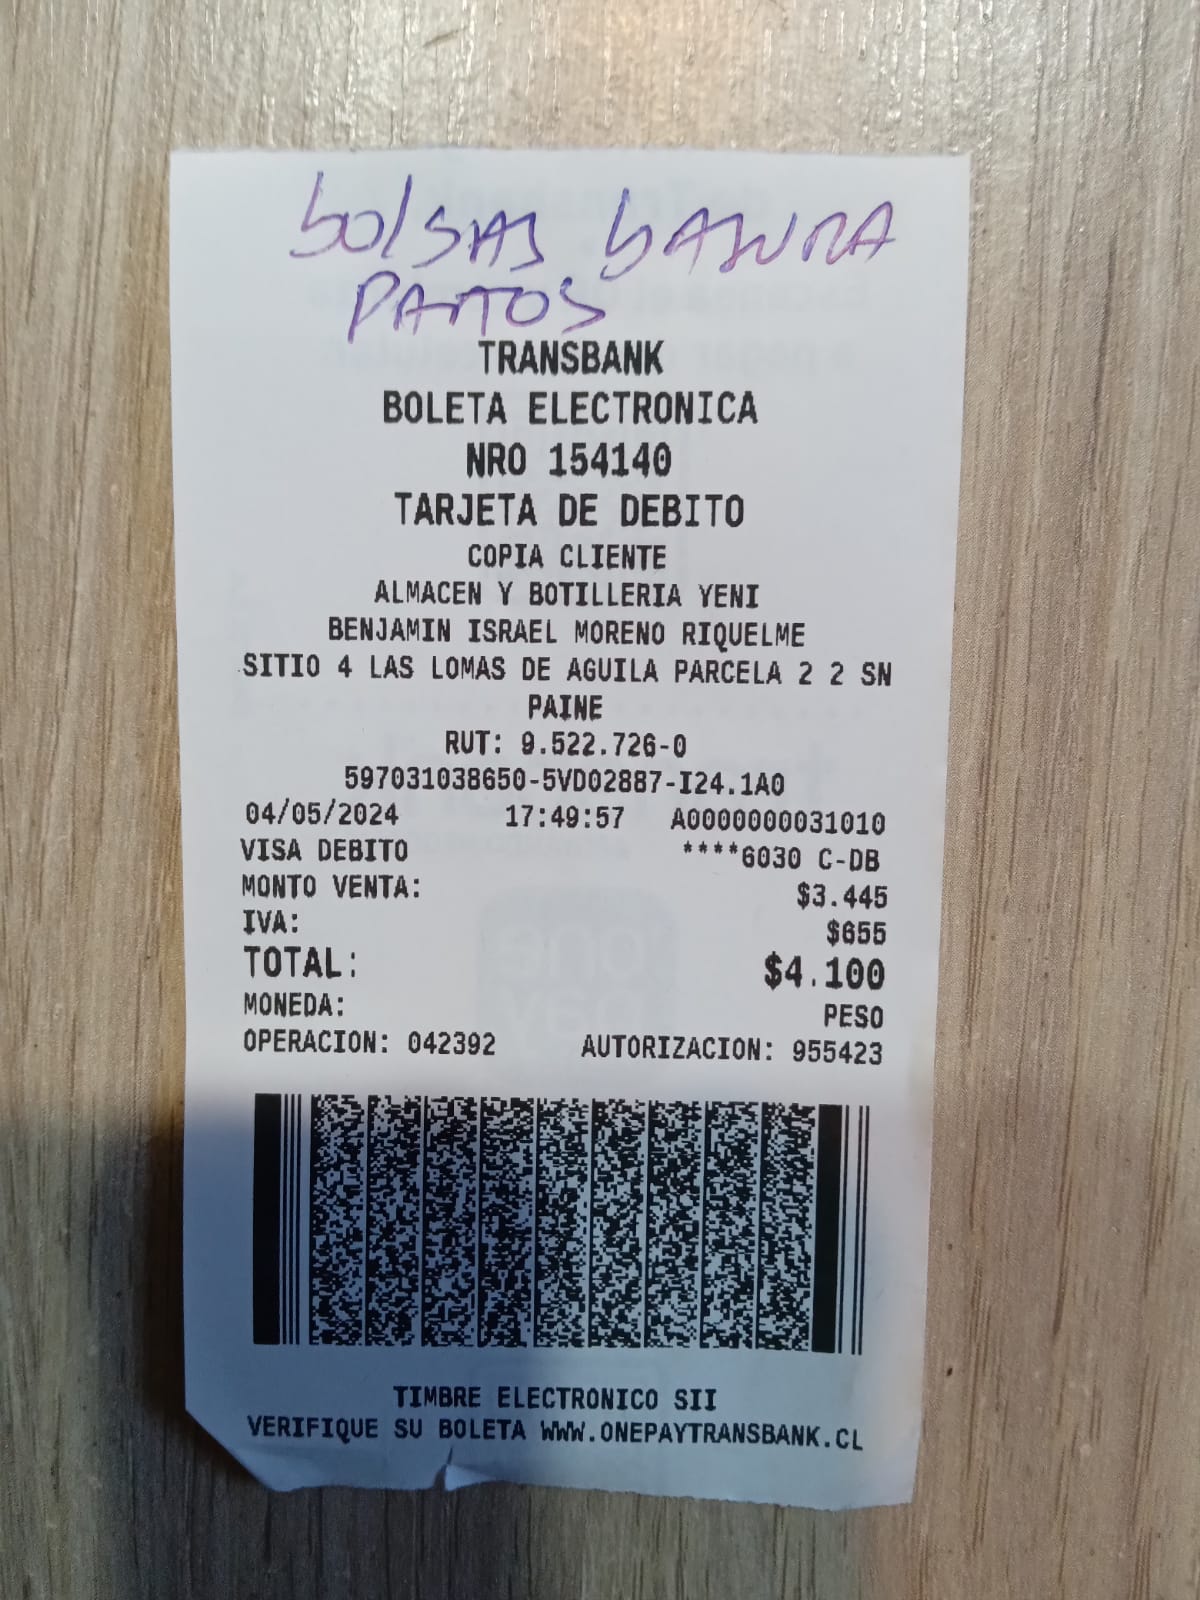 bolsas basura
PAÑOS
TRANSBANK
BOLETA ELECTRONICA
NRO 154140
TARJETA DE DEBITO
COPIA CLIENTE
ALMACEN Y BOTILLERIA YENI
BENJAMIN ISRAEL MORENO RIQUELME
SITIO 4 LAS LOMAS DE AGUILA PARCELA 2 2 SN
PAINE
RUT: 9.522.726-0
597031038650-5VD02887-I24.1A0
04/05/2024 17:49:57 A0000000031010
VISA DEBITO ****6030 C-DB
MONTO VENTA: $3.445
IVA: $655
TOTAL: $4.100
MONEDA: PESO
OPERACION: 042392 AUTORIZACION: 955423
TIMBRE ELECTRONICO SII
VERIFIQUE SU BOLETA WWW.ONEPAYTRANSBANK.CL